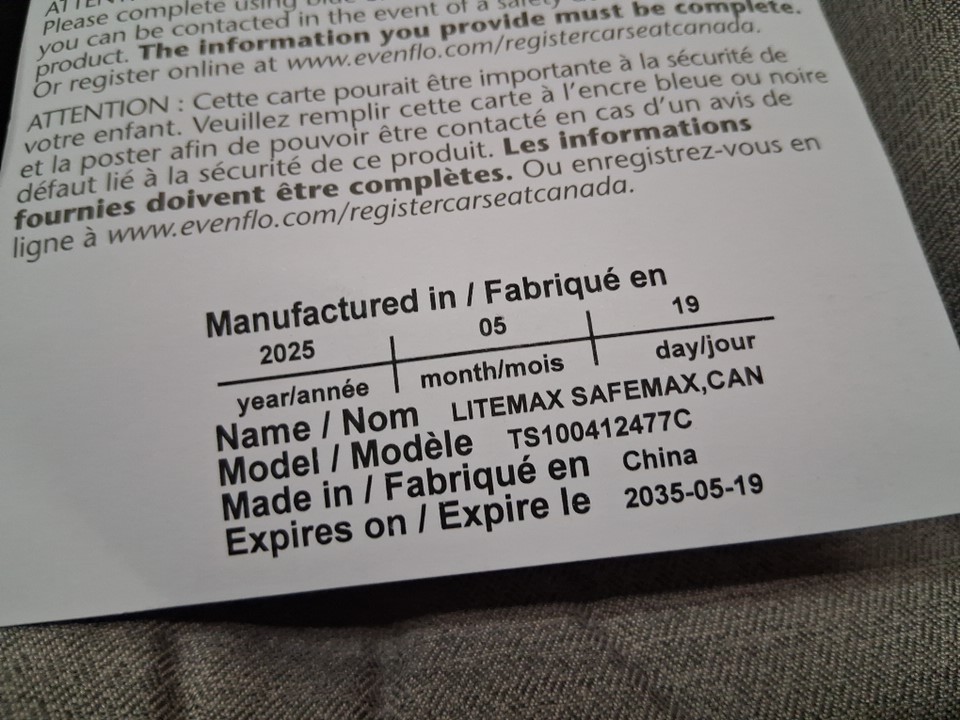 Please complete using
you can be contacted in the event of a
product. The information you provide must be complete.
Or register online at www.evenflo.com/registercarseatcanada.
ATTENTION : Cette carte pourait être importante à la sécurité de
votre enfant. Veuillez remplir cette carte à l'encre bleue ou noire
et la poster afin de pouvoir être contacté en cas d'un avis de
défaut lié à la sécurité de ce produit. Les informations
fournies doivent être complètes. Ou enregistrez-vous en
ligne à www.evenflo.com/registercarseatcanada.
Manufactured in / Fabriqué en
2025 05 19
year/année month/mois day/jour
Name / Nom LITEMAX SAFEMAX,CAN
Model / Modèle TS100412477C
Made in / Fabriqué en China
Expires on / Expire le 2035-05-19